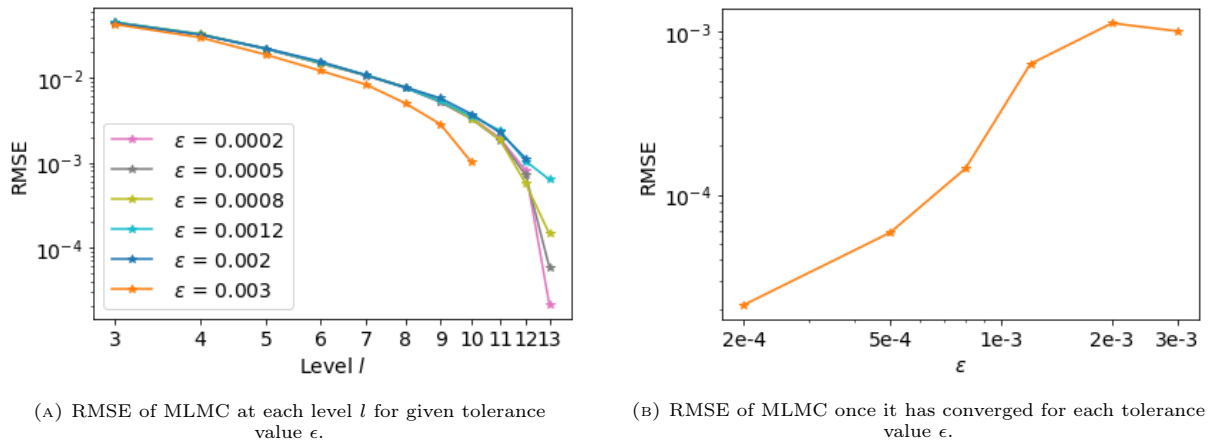 RMSE
10⁻²
10⁻³
10⁻⁴
ε = 0.0002
ε = 0.0005
ε = 0.0008
ε = 0.0012
ε = 0.002
ε = 0.003
3 4 5 6 7 8 9 10 11 12 13
Level l
(A) RMSE of MLMC at each level l for given tolerance
value ϵ.
RMSE
10⁻³
10⁻⁴
2e-4 5e-4 1e-3 2e-3 3e-3
ε
(B) RMSE of MLMC once it has converged for each tolerance
value ϵ.